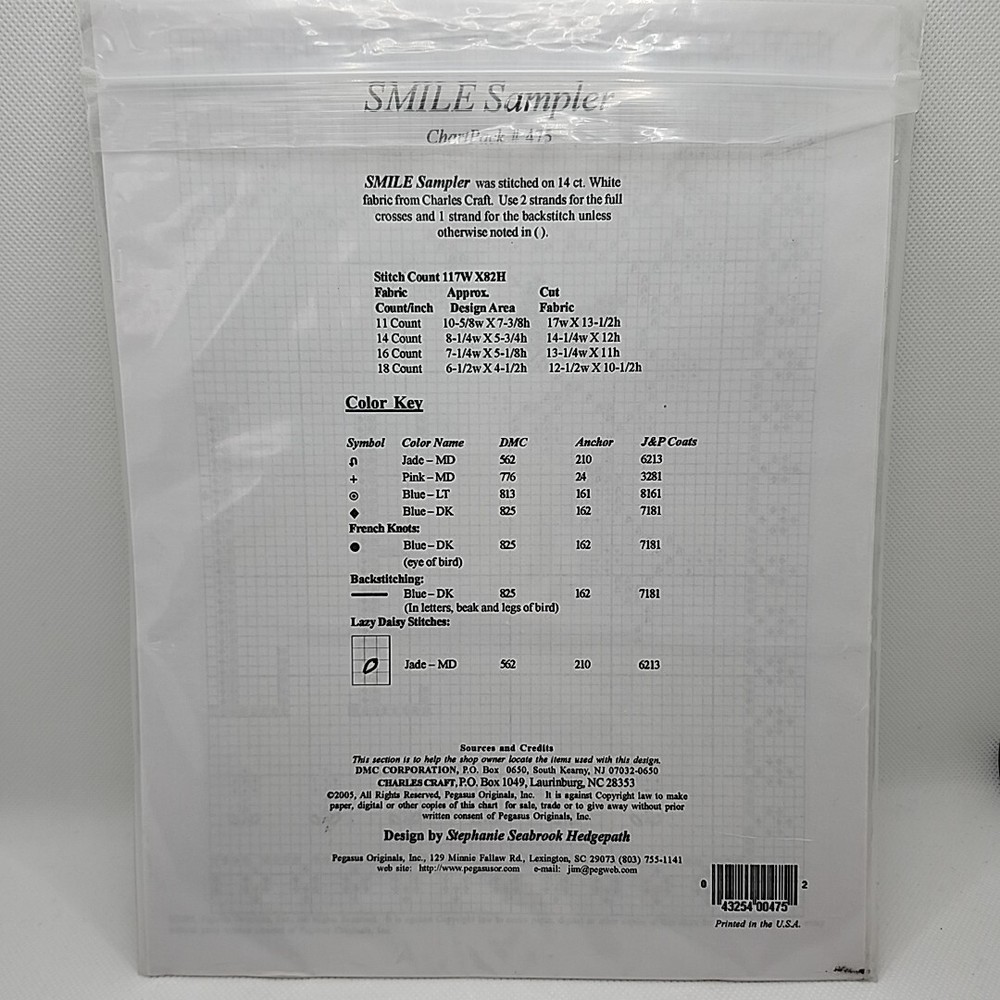 SMILE Sampler
ChartPack # 475
SMILE Sampler was stitched on 14 ct. White
fabric from Charles Craft. Use 2 strands for the full
crosses and 1 strand for the backstitch unless
otherwise noted in ( ).
Stitch Count 117W X82H
Fabric Approx. Cut
Count/inch Design Area Fabric
11 Count 10-5/8w X 7-3/8h 17w X 13-1/2h
14 Count 8-1/4w X 5-3/4h 14-1/4w X 12h
16 Count 7-1/4w X 5-1/8h 13-1/4w X 11h
18 Count 6-1/2w X 4-1/2h 12-1/2w X 10-1/2h
Color Key
Symbol Color Name DMC Anchor J&P Coats
Jade – MD 562 210 6213
+ Pink – MD 776 24 3281
⊙ Blue – LT 813 161 8161
◆ Blue – DK 825 162 7181
French Knots:
● Blue – DK 825 162 7181
(eye of bird)
Backstitching:
Blue – DK 825 162 7181
(In letters, beak and legs of bird)
Lazy Daisy Stitches:
Jade – MD 562 210 6213
Sources and Credits
This section is to help the shop owner locate the items used with this design.
DMC CORPORATION, P.O. Box 0650, South Kearny, NJ 07032-0650
CHARLES CRAFT, P.O. Box 1049, Laurinburg, NC 28353
©2005, All Rights Reserved, Pegasus Originals, Inc. It is against Copyright law to make
paper, digital or other copies of this chart for sale, trade or to give away without prior
written consent of Pegasus Originals, Inc.
Design by Stephanie Seabrook Hedgepath
Pegasus Originals, Inc., 129 Minnie Fallaw Rd., Lexington, SC 29073 (803) 755-1141
web site: http://www.pegasusor.com e-mail: jim@pegweb.com
0 43254 00475 2
Printed in the U.S.A.